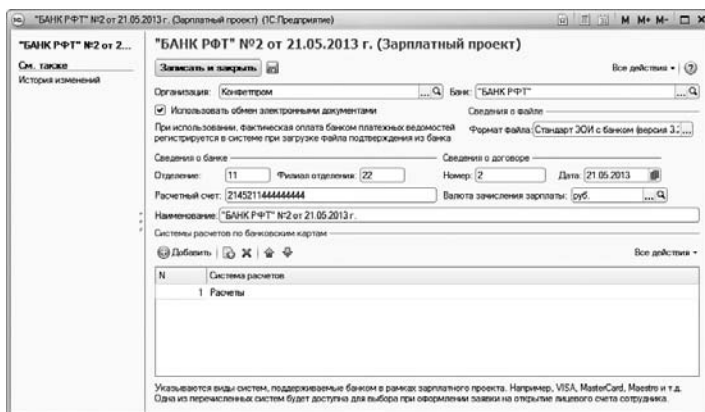 "БАНК РФТ" №2 от 21.05.2013 г. (Зарплатный проект) (1С:Предприятие)
M M+ M-
"БАНК РФТ" №2 от 2...
См. также
История изменений
"БАНК РФТ" №2 от 21.05.2013 г. (Зарплатный проект)
Записать и закрыть
Все действия
Организация: Конфетпром
Банк: "БАНК РФТ"
Использовать обмен электронными документами
Сведения о файле
При использовании, фактическая оплата банком платежных ведомостей
регистрируется в системе при загрузке файла подтверждения из банка
Формат файла: Стандарт ЭОИ с банком (версия 3.2
Сведения о банке
Сведения о договоре
Отделение: 11 Филиал отделения: 22
Номер: 2 Дата: 21.05.2013
Расчетный счет: 2145211444444444
Валюта зачисления зарплаты: руб.
Наименование: "БАНК РФТ" №2 от 21.05.2013 г.
Системы расчетов по банковским картам
Добавить
Все действия
N Система расчетов
1 Расчеты
Указываются виды систем, поддерживаемые банком в рамках зарплатного проекта. Например, VISA, MasterCard, Maestro и т.д.
Одна из перечисленных систем будет доступна для выбора при оформлении заявки на открытие лицевого счета сотрудника.